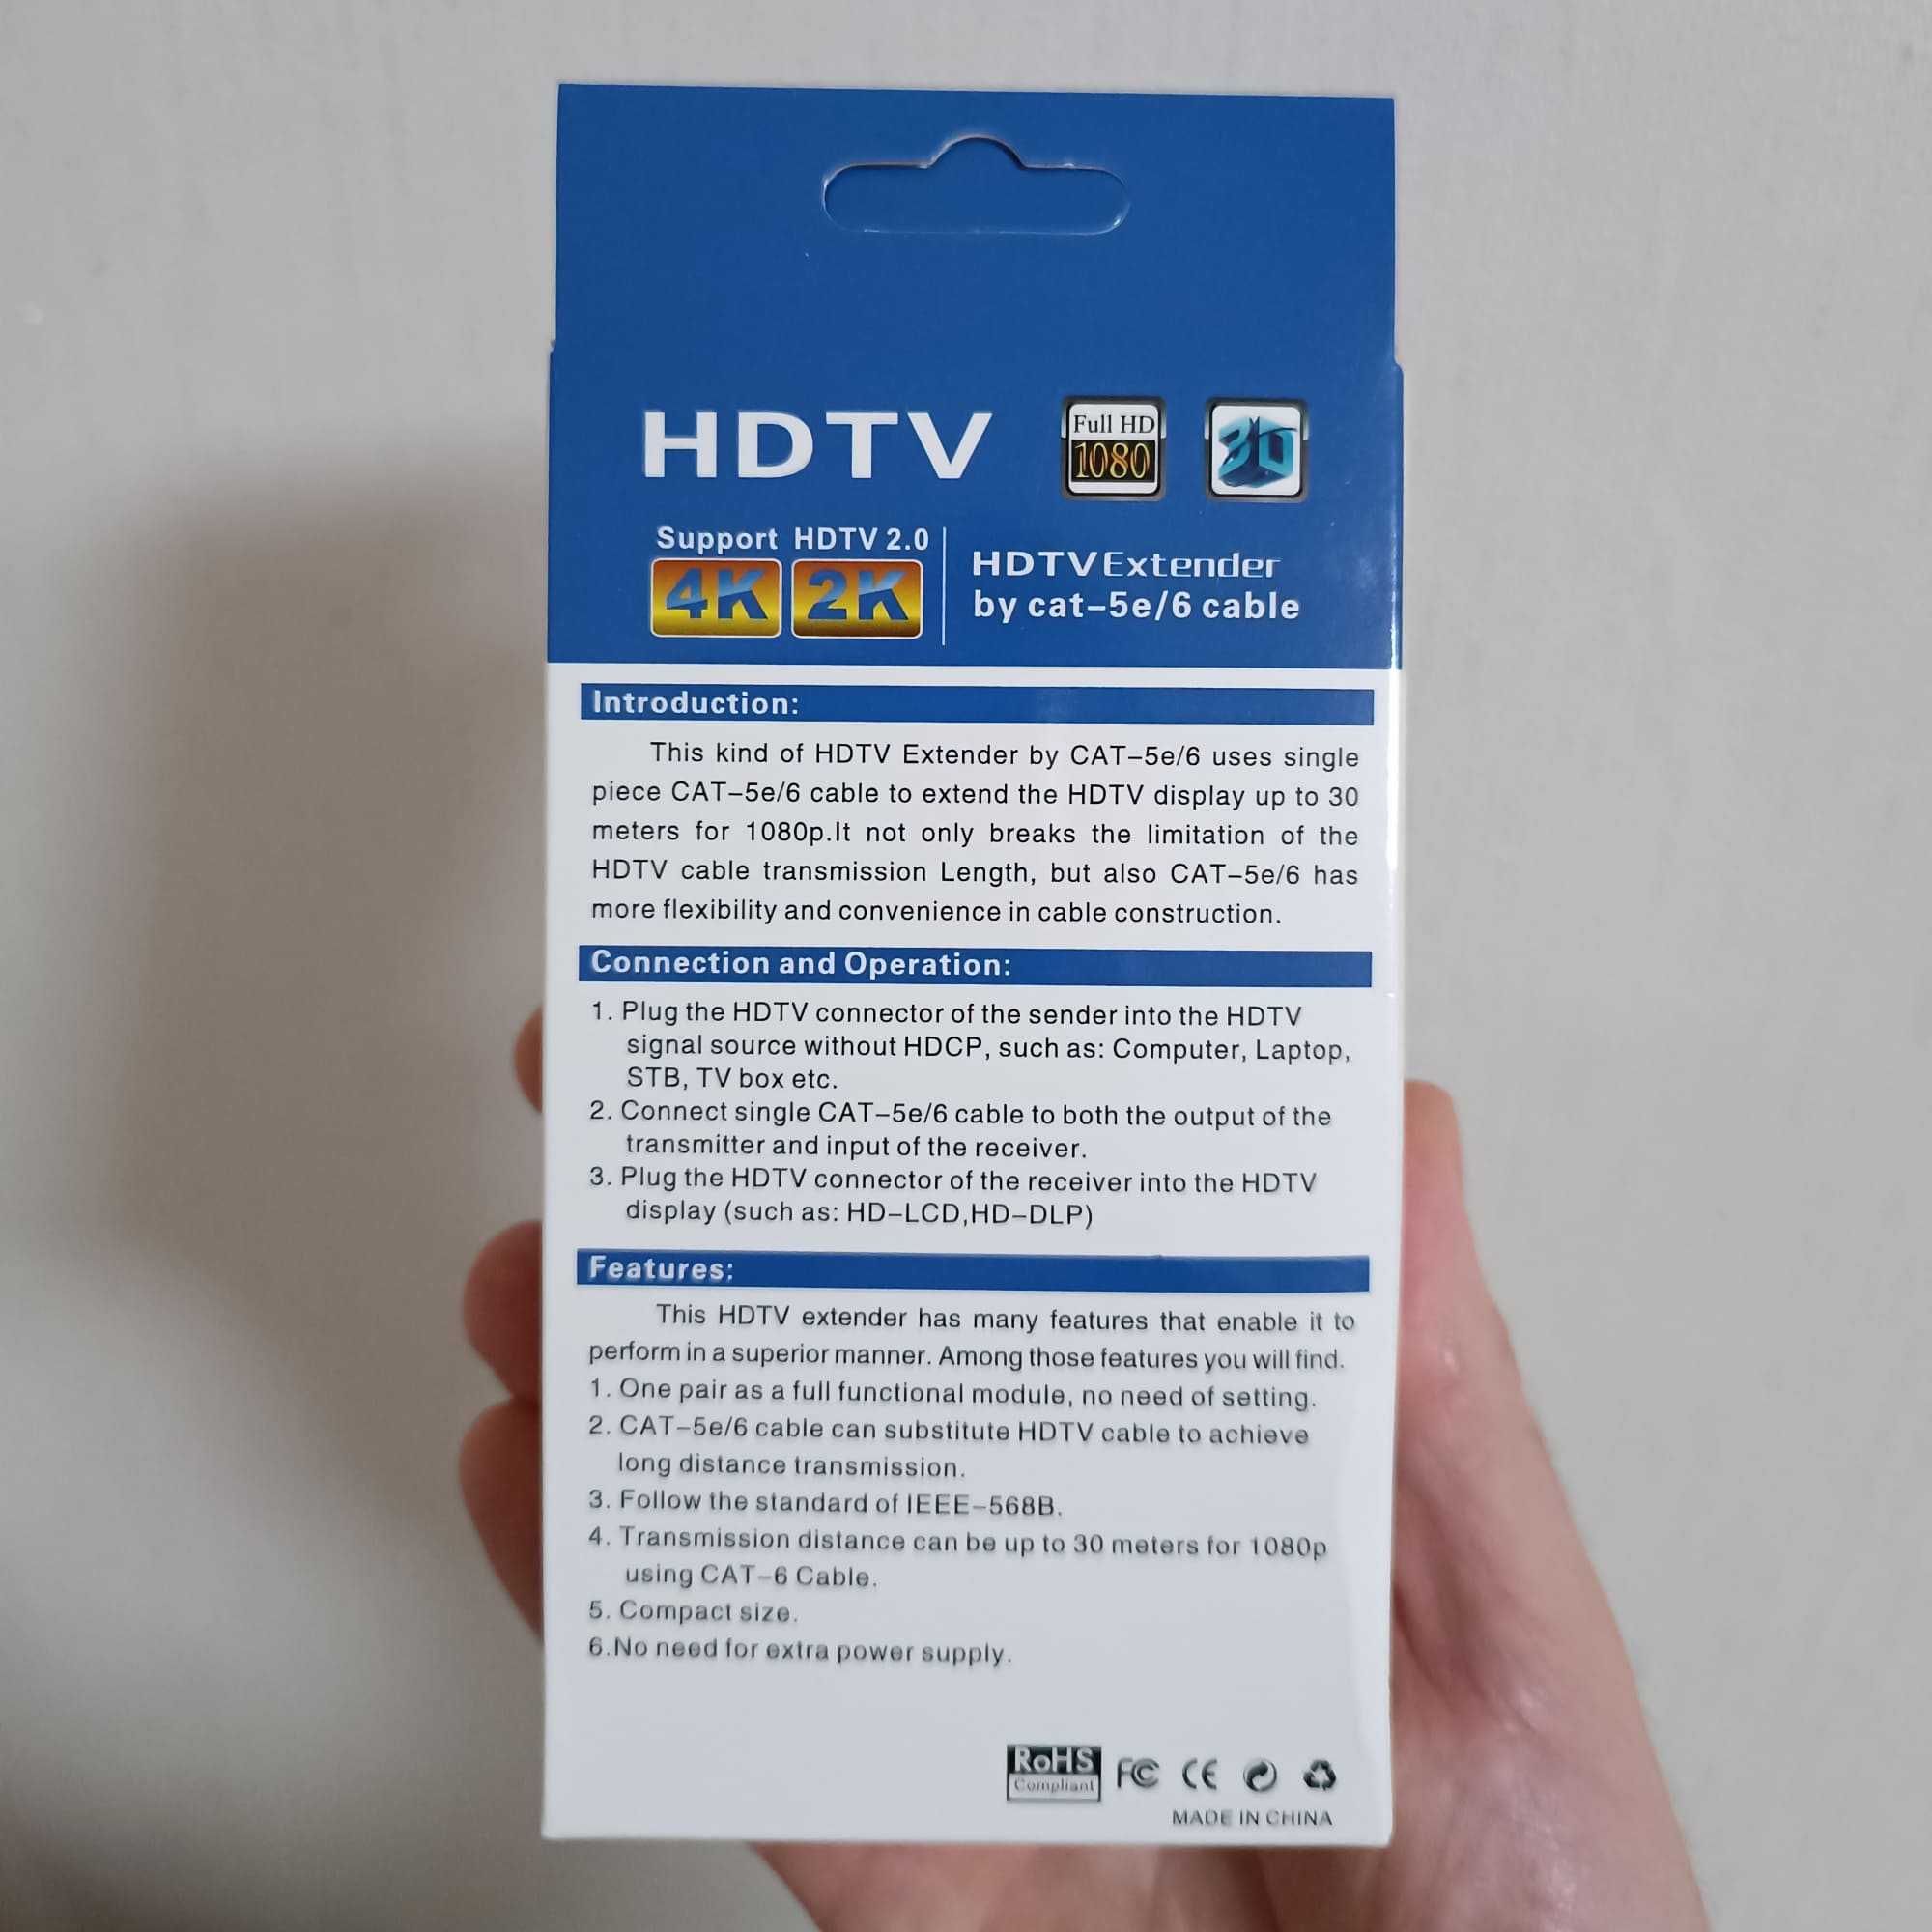 HDTV
Full HD
1080
3D
Support HDTV 2.0
4K 2K
HDTVExtender
by cat-5e/6 cable
Introduction:
This kind of HDTV Extender by CAT-5e/6 uses single
piece CAT-5e/6 cable to extend the HDTV display up to 30
meters for 1080p.It not only breaks the limitation of the
HDTV cable transmission Length, but also CAT-5e/6 has
more flexibility and convenience in cable construction.
Connection and Operation:
1. Plug the HDTV connector of the sender into the HDTV
signal source without HDCP, such as: Computer, Laptop,
STB, TV box etc.
2. Connect single CAT-5e/6 cable to both the output of the
transmitter and input of the receiver.
3. Plug the HDTV connector of the receiver into the HDTV
display (such as: HD-LCD,HD-DLP)
Features:
This HDTV extender has many features that enable it to
perform in a superior manner. Among those features you will find.
1. One pair as a full functional module, no need of setting.
2. CAT-5e/6 cable can substitute HDTV cable to achieve
long distance transmission.
3. Follow the standard of IEEE-568B.
4. Transmission distance can be up to 30 meters for 1080p
using CAT-6 Cable.
5. Compact size.
6.No need for extra power supply.
RoHS
Compliant
FC CE
MADE IN CHINA